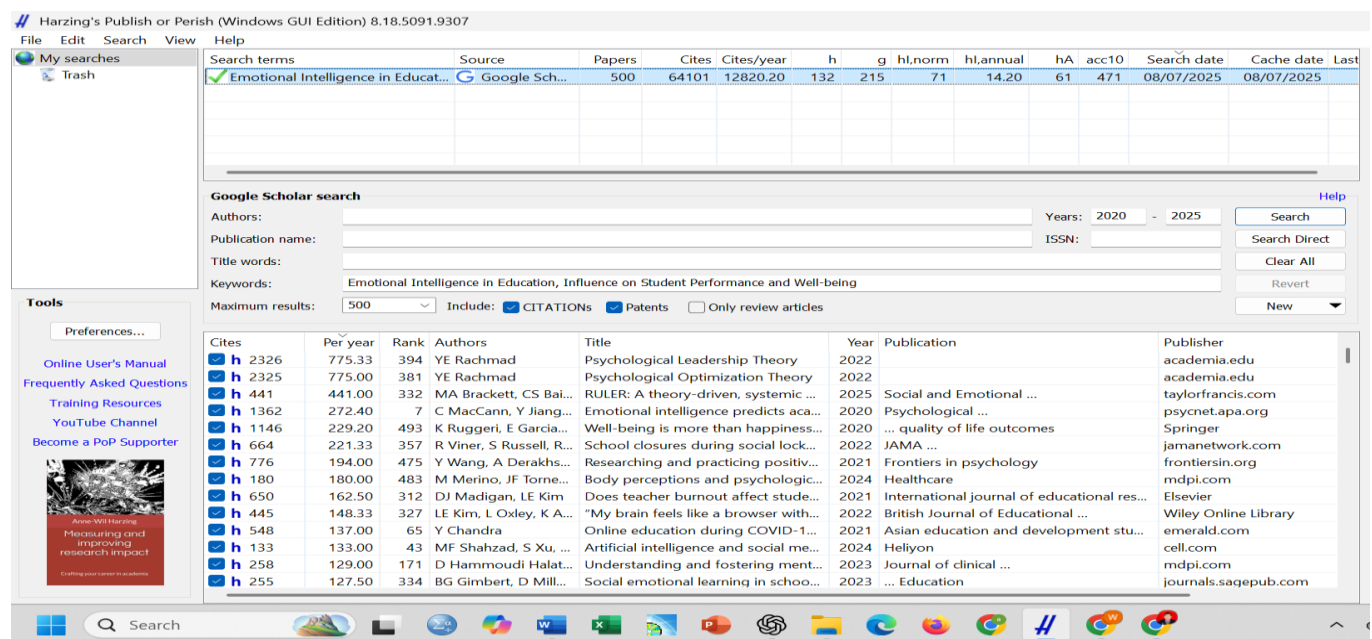 Harzing's Publish or Perish (Windows GUI Edition) 8.18.5091.9307
File Edit Search View Help
My searches
Trash
Search terms Source Papers Cites Cites/year h g hI,norm hI,annual hA acc10 Search date Cache date Last
Emotional Intelligence in Educat... Google Sch... 500 64101 12820.20 132 215 71 14.20 61 471 08/07/2025 08/07/2025
Google Scholar search Help
Authors: Years: 2020 - 2025 Search
Publication name: ISSN: Search Direct
Title words: Clear All
Keywords: Emotional Intelligence in Education, Influence on Student Performance and Well-being Revert
Maximum results: 500 Include: CITATIONs Patents Only review articles New
Tools
Preferences...
Online User's Manual
Frequently Asked Questions
Training Resources
YouTube Channel
Become a PoP Supporter
Anne-Wil Harzing
Measuring and
improving
research impact
Crafting your career in academia
Cites Per year Rank Authors Title Year Publication Publisher
h 2326 775.33 394 YE Rachmad Psychological Leadership Theory 2022 academia.edu
h 2325 775.00 381 YE Rachmad Psychological Optimization Theory 2022 academia.edu
h 441 441.00 332 MA Brackett, CS Bai... RULER: A theory-driven, systemic ... 2025 Social and Emotional ... taylorfrancis.com
h 1362 272.40 7 C MacCann, Y Jiang... Emotional intelligence predicts aca... 2020 Psychological ... psycnet.apa.org
h 1146 229.20 493 K Ruggeri, E Garcia... Well-being is more than happiness... 2020 ... quality of life outcomes Springer
h 664 221.33 357 R Viner, S Russell, R... School closures during social lock... 2022 JAMA ... jamanetwork.com
h 776 194.00 475 Y Wang, A Derakhs... Researching and practicing positiv... 2021 Frontiers in psychology frontiersin.org
h 180 180.00 483 M Merino, JF Torne... Body perceptions and psychologic... 2024 Healthcare mdpi.com
h 650 162.50 312 DJ Madigan, LE Kim Does teacher burnout affect stude... 2021 International journal of educational res... Elsevier
h 445 148.33 327 LE Kim, L Oxley, K A... “My brain feels like a browser with... 2022 British Journal of Educational ... Wiley Online Library
h 548 137.00 65 Y Chandra Online education during COVID-1... 2021 Asian education and development stu... emerald.com
h 133 133.00 43 MF Shahzad, S Xu, ... Artificial intelligence and social me... 2024 Heliyon cell.com
h 258 129.00 171 D Hammoudi Halat... Understanding and fostering ment... 2023 Journal of clinical ... mdpi.com
h 255 127.50 334 BG Gimbert, D Mill... Social emotional learning in schoo... 2023 ... Education journals.sagepub.com
Search